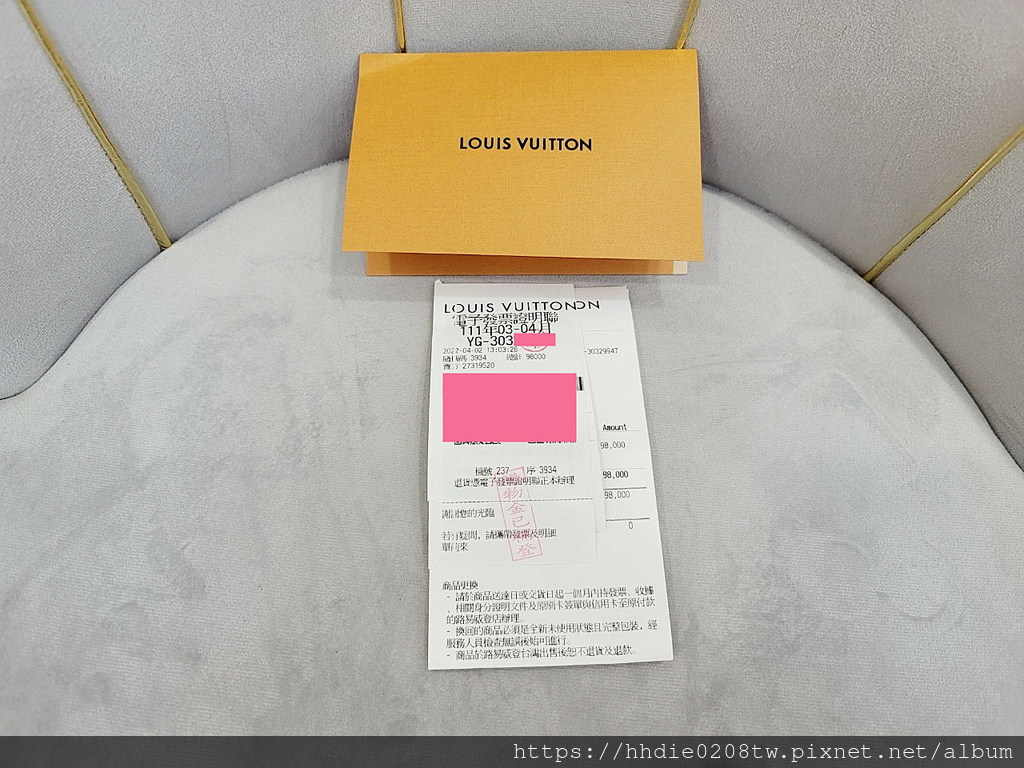 LOUIS VUITTON
LOUIS VUITTON
電子發票證明聯
111年03-04月
YG-303
2022-04-02 13:03:26
隨機碼 3934 總計 98000
賣方 27319520
-30329947
Amount
98,000
98,000
98,000
0
機號 237 序 3934
退貨憑電子發票證明聯正本辦理
物金已 登
謝謝您的光臨
若有疑問，請攜帶發票及明細
單前來
商品更換
- 請於商品送達日或交貨日起一個月內持發票、收據
、相關身分證明文件及原刷卡簽單與信用卡至原付款
的路易威登店辦理。
- 換回的商品必須是全新未使用狀態且完整包裝，經
服務人員檢查無誤後始可進行。
- 商品於路易威登台灣出售後恕不退貨及退款。
https://hhdie0208tw.pixnet.net/album